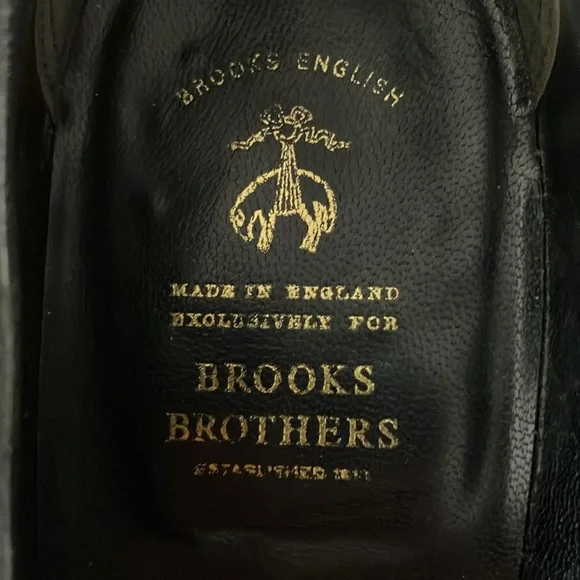 BROOKS ENGLISH
MADE IN ENGLAND
EXCLUSIVELY FOR
BROOKS
BROTHERS
ESTABLISHED